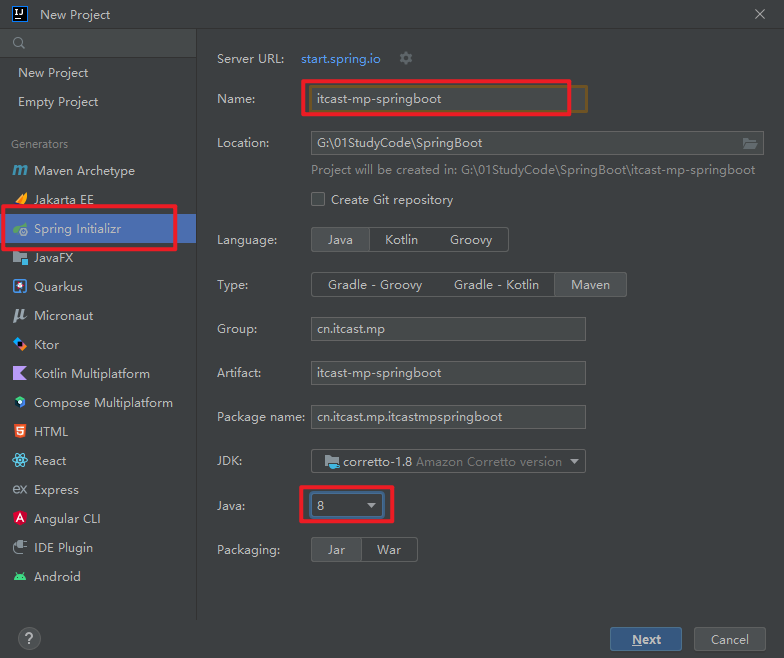 New Project
New Project
Empty Project
Generators
Maven Archetype
Jakarta EE
Spring Initializr
JavaFX
Quarkus
Micronaut
Ktor
Kotlin Multiplatform
Compose Multiplatform
HTML
React
Express
Angular CLI
IDE Plugin
Android
Server URL: start.spring.io
Name: itcast-mp-springboot
Location: G:\01StudyCode\SpringBoot
Project will be created in: G:\01StudyCode\SpringBoot\itcast-mp-springboot
Create Git repository
Language: Java Kotlin Groovy
Type: Gradle - Groovy Gradle - Kotlin Maven
Group: cn.itcast.mp
Artifact: itcast-mp-springboot
Package name: cn.itcast.mp.itcastmpspringboot
JDK: corretto-1.8 Amazon Corretto version
Java: 8
Packaging: Jar War
? Next Cancel